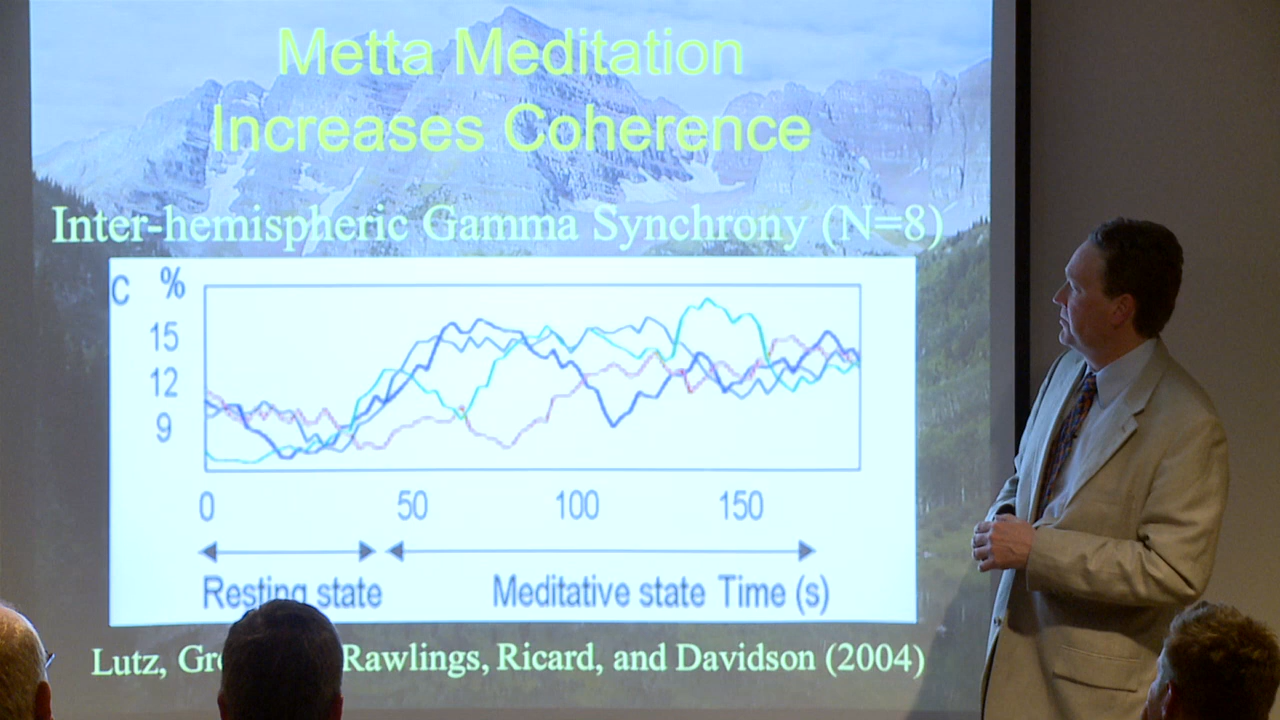 Metta Meditation
Increases Coherence
Inter-hemispheric Gamma Synchrony (N=8)
C %
15
12
9
0 50 100 150
Resting state Meditative state Time (s)
Lutz, Rawlings, Ricard, and Davidson (2004)